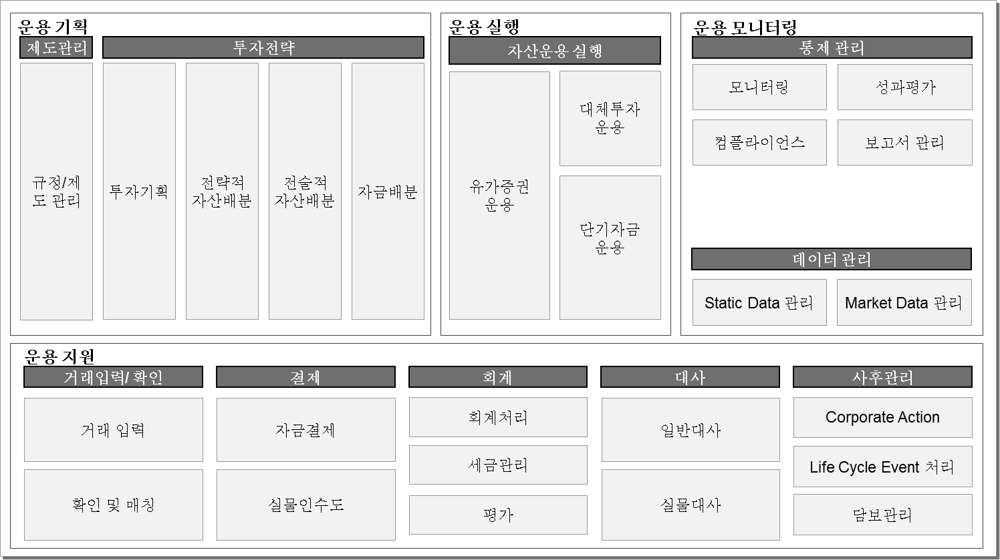 운용 기획
제도관리
투자전략
규정/제
도 관리
투자기획
전략적
자산배분
전술적
자산배분
자금배분
운용 실행
자산운용 실행
유가증권
운용
대체투자
운용
단기자금
운용
운용 모니터링
통제 관리
모니터링
성과평가
컴플라이언스
보고서 관리
데이터 관리
Static Data 관리
Market Data 관리
운용 지원
거래입력/ 확인
거래 입력
확인 및 매칭
결제
자금결제
실물인수도
회계
회계처리
세금관리
평가
대사
일반대사
실물대사
사후관리
Corporate Action
Life Cycle Event 처리
담보관리